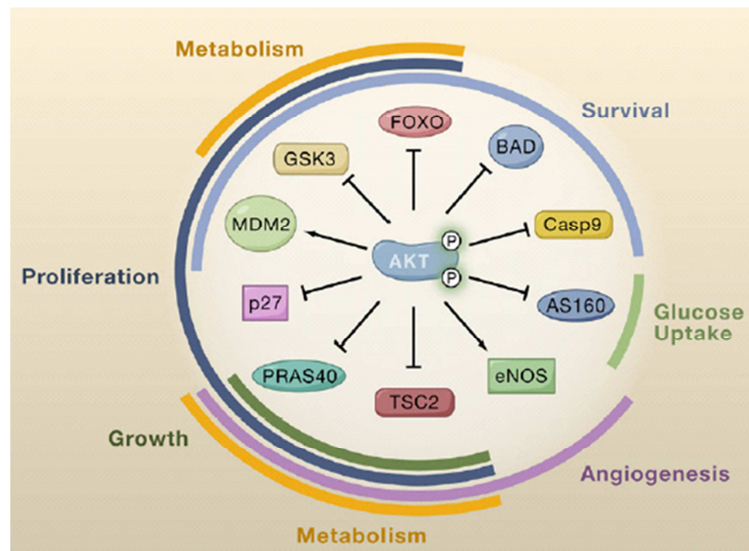 Metabolism
FOXO
Survival
BAD
GSK3
MDM2
Casp9
P
AKT
P
Proliferation
p27
AS160
Glucose
Uptake
PRAS40
eNOS
TSC2
Growth
Angiogenesis
Metabolism